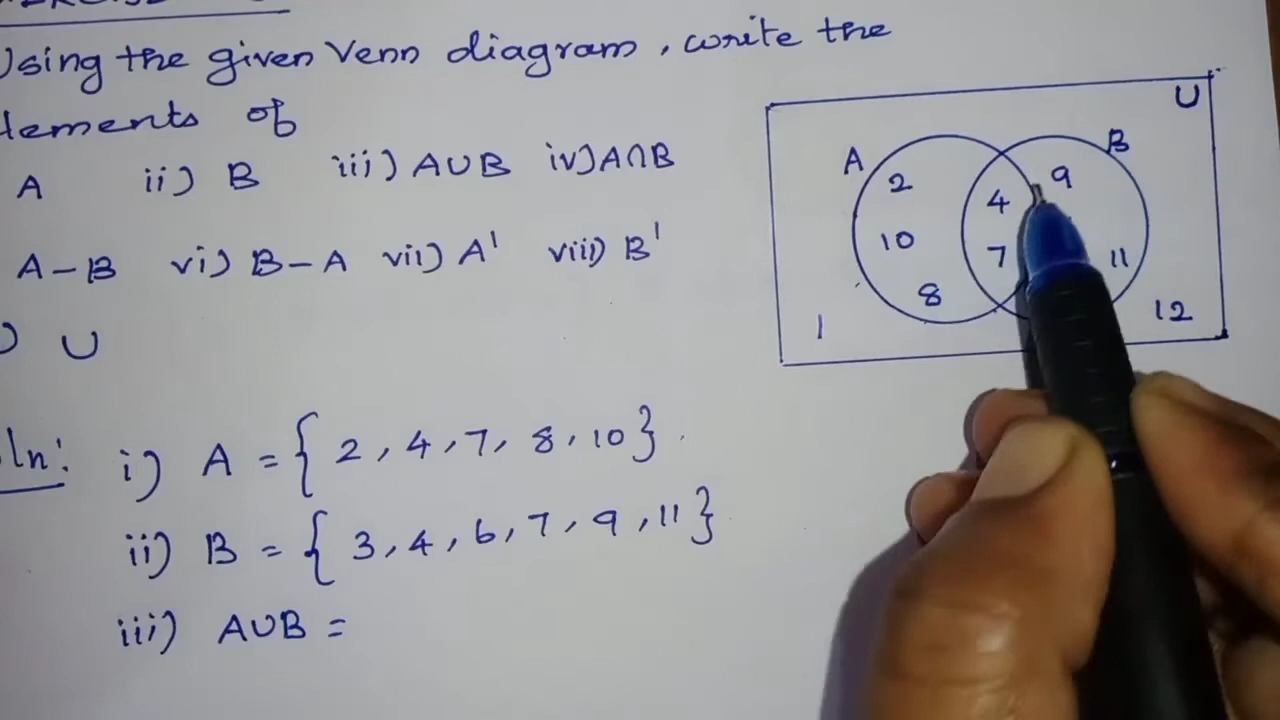 Using the given Venn diagram, write the
elements of
A ii) B iii) A∪B iv) A∩B
A - B vi) B - A vii) A' viii) B'
U
U
A
B
2
9
4
10
7
11
8
1
12
i) A = { 2, 4, 7, 8, 10 }.
ii) B = { 3, 4, 6, 7, 9, 11 }
iii) A∪B =